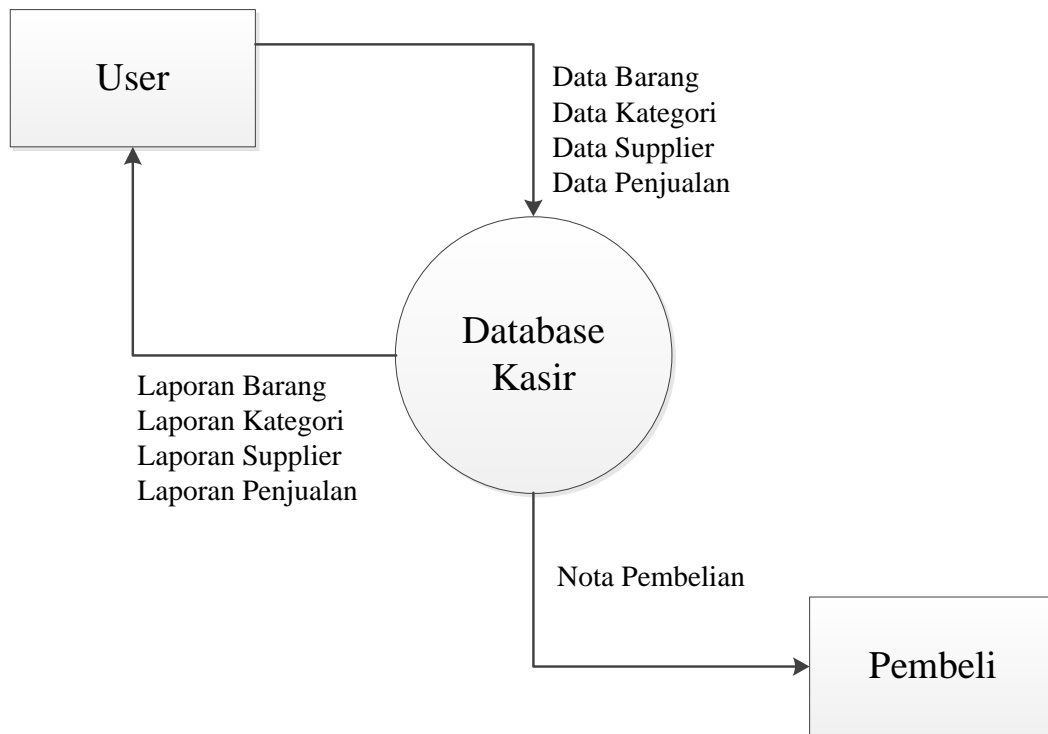 User
Data Barang
Data Kategori
Data Supplier
Data Penjualan
Database
Kasir
Laporan Barang
Laporan Kategori
Laporan Supplier
Laporan Penjualan
Nota Pembelian
Pembeli